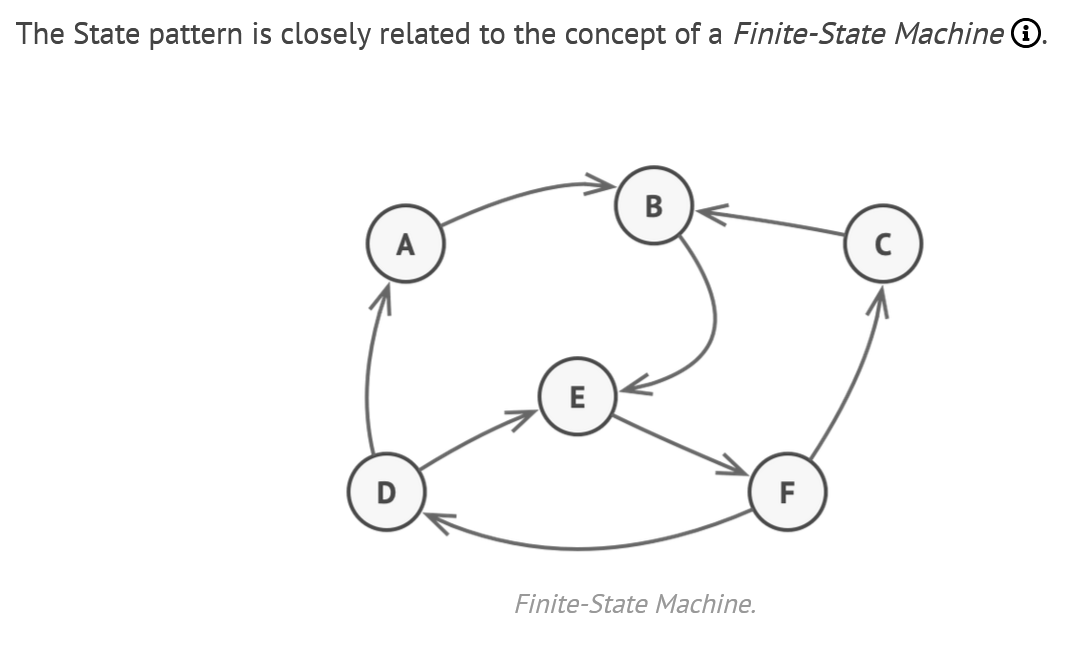 The State pattern is closely related to the concept of a Finite-State Machine ⓘ.
B
A
C
E
D
F
Finite-State Machine.